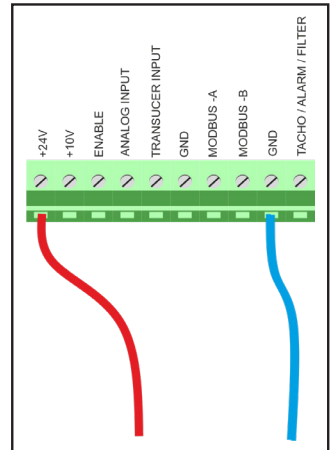 +24V
+10V
ENABLE
ANALOG INPUT
TRANSUCER INPUT
GND
MODBUS -A
MODBUS -B
GND
TACHO / ALARM / FILTER